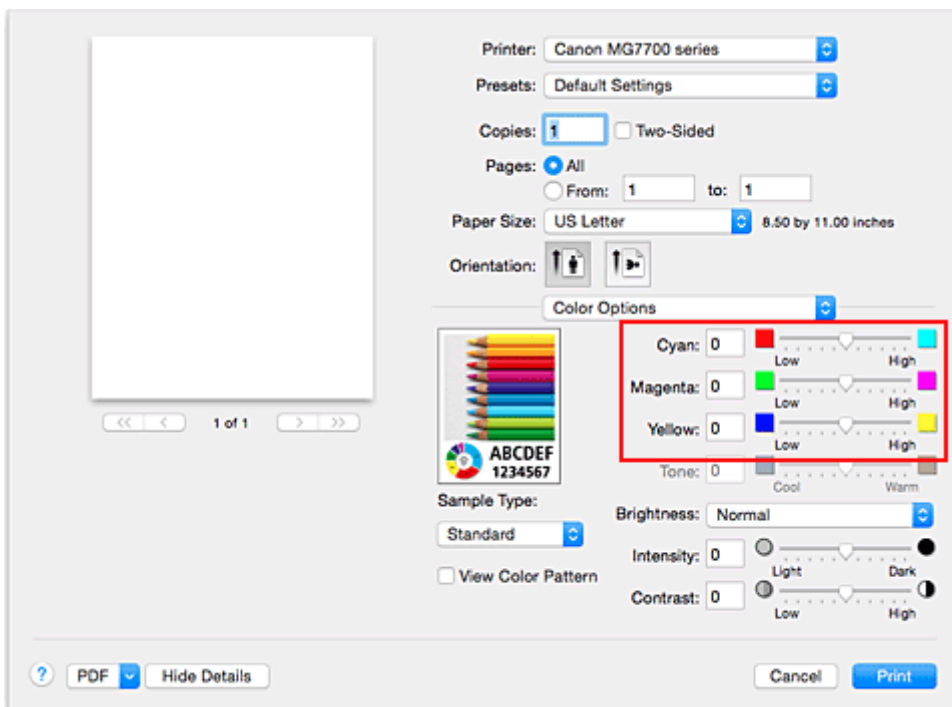 Printer: Canon MG7700 series
Presets: Default Settings
Copies: 1 Two-Sided
Pages: All
From: 1 to: 1
Paper Size: US Letter 8.50 by 11.00 inches
Orientation:
Color Options
Cyan: 0
Low High
Magenta: 0
Low High
Yellow: 0
Low High
Tone: 0
Cool Warm
<< < 1 of 1 > >>
ABCDEF
1234567
Sample Type:
Standard
View Color Pattern
Brightness: Normal
Intensity: 0
Light Dark
Contrast: 0
Low High
? PDF Hide Details Cancel Print